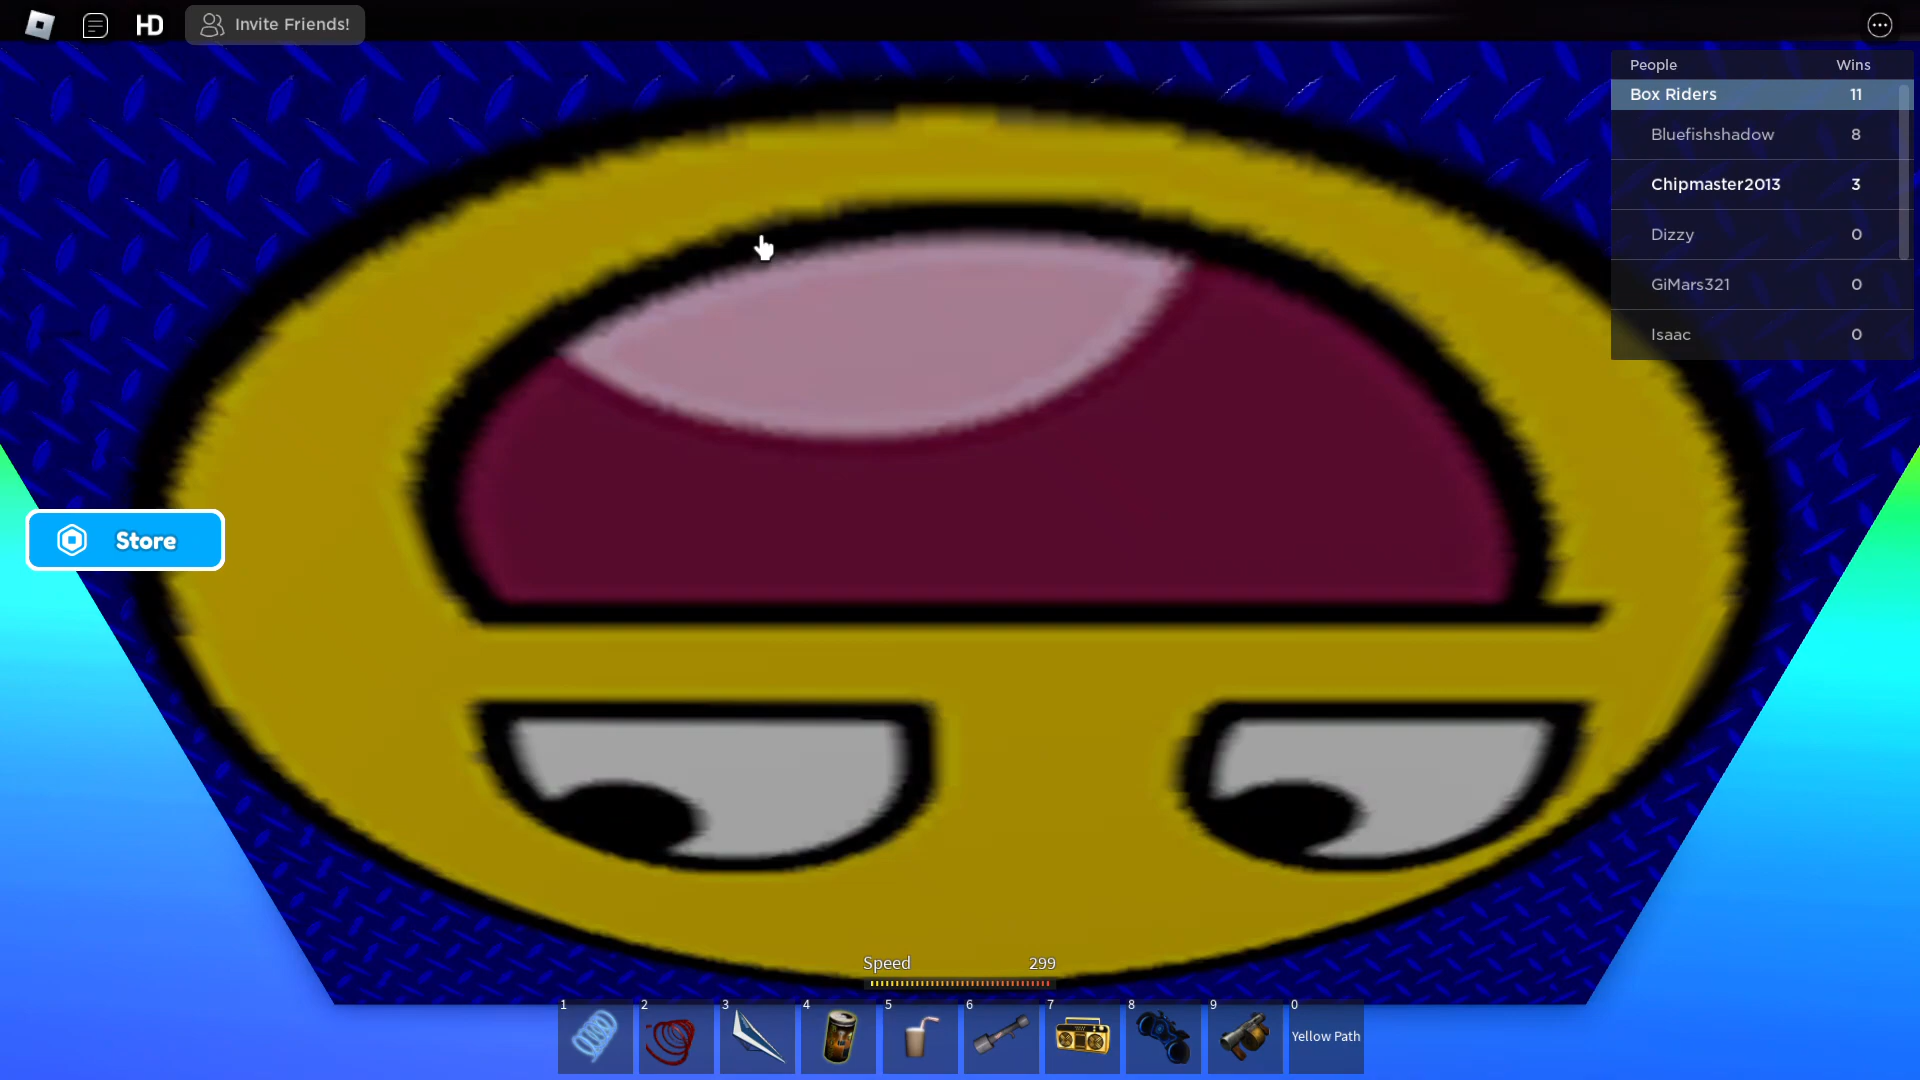 HD
Invite Friends!
People Wins
Box Riders 11
Bluefishshadow 8
Chipmaster2013 3
Dizzy 0
GiMars321 0
Isaac 0
Store
Speed 299
1 2 3 4 5 6 7 8 9 0
Yellow Path